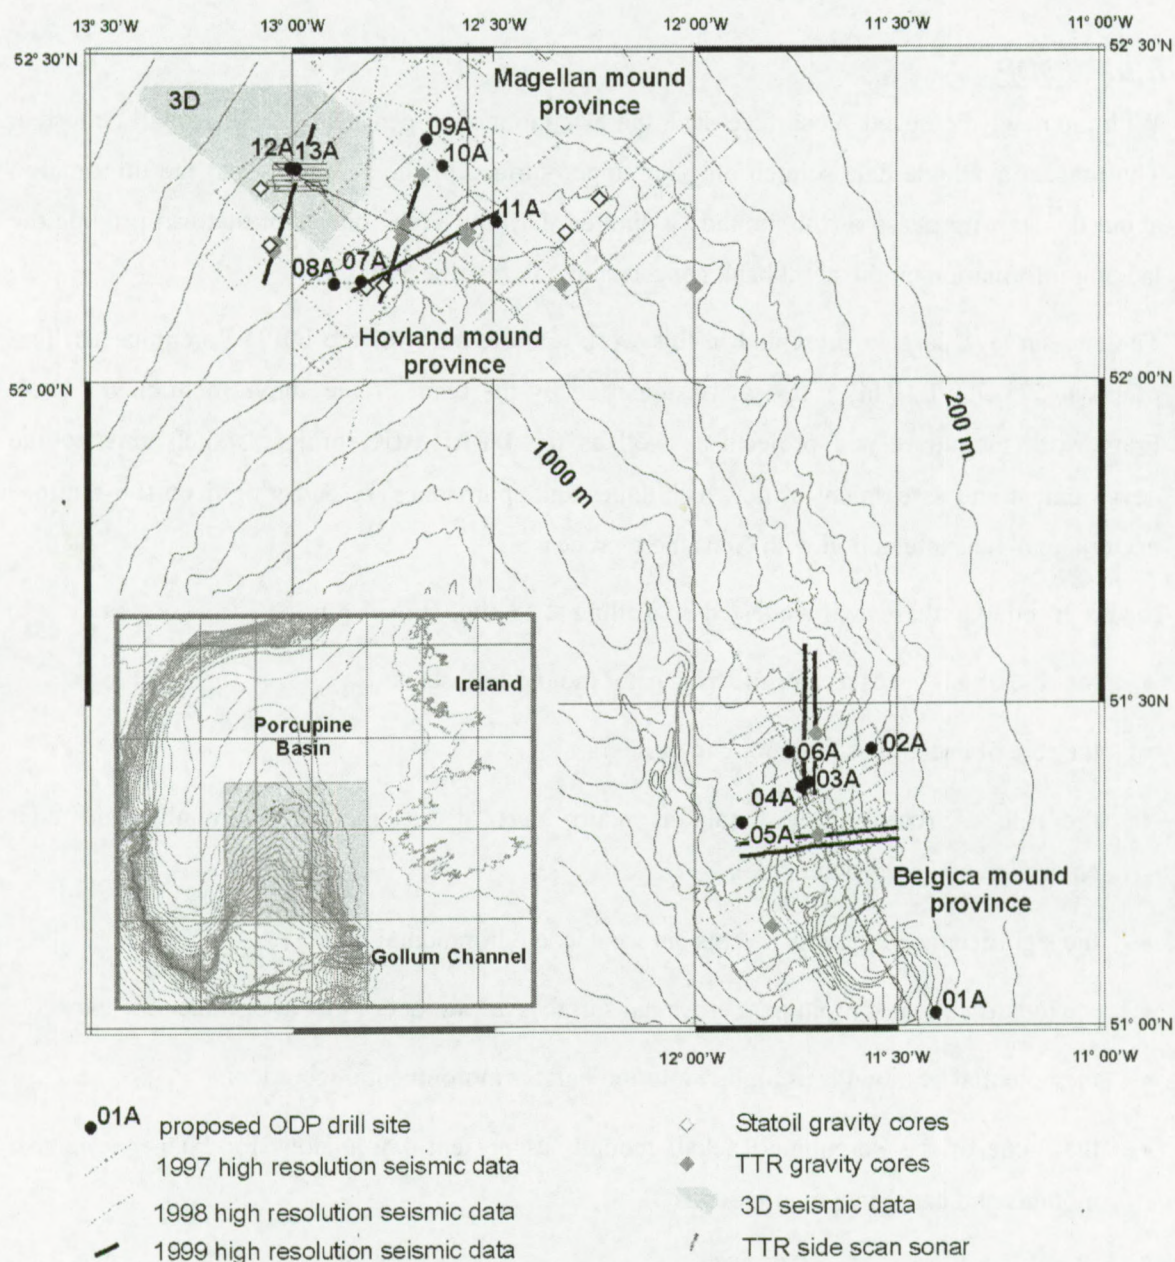 13° 30'W 13° 00'W 12° 30'W 12° 00'W 11° 30'W 11° 00'W
52° 30'N
52° 30'N
Magellan mound
province
3D
09A
12A 13A
10A
11A
07A
08A
Hovland mound
province
52° 00'N
52° 00'N
200 m
1000 m
Ireland
Porcupine
Basin
Gollum Channel
51° 30'N
02A
06A
03A
04A
05A
Belgica mound
province
01A
51° 00'N
12° 00'W 11° 30'W 11° 00'W
01A proposed ODP drill site
1997 high resolution seismic data
1998 high resolution seismic data
1999 high resolution seismic data
Statoil gravity cores
TTR gravity cores
3D seismic data
TTR side scan sonar